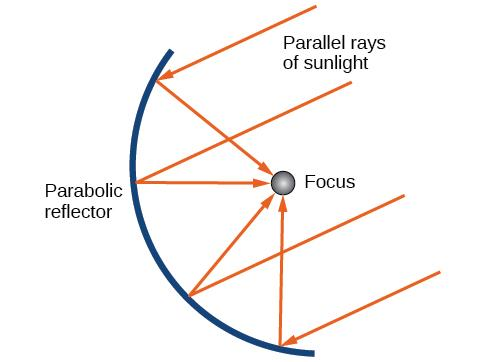 Parallel rays
of sunlight
Focus
Parabolic
reflector